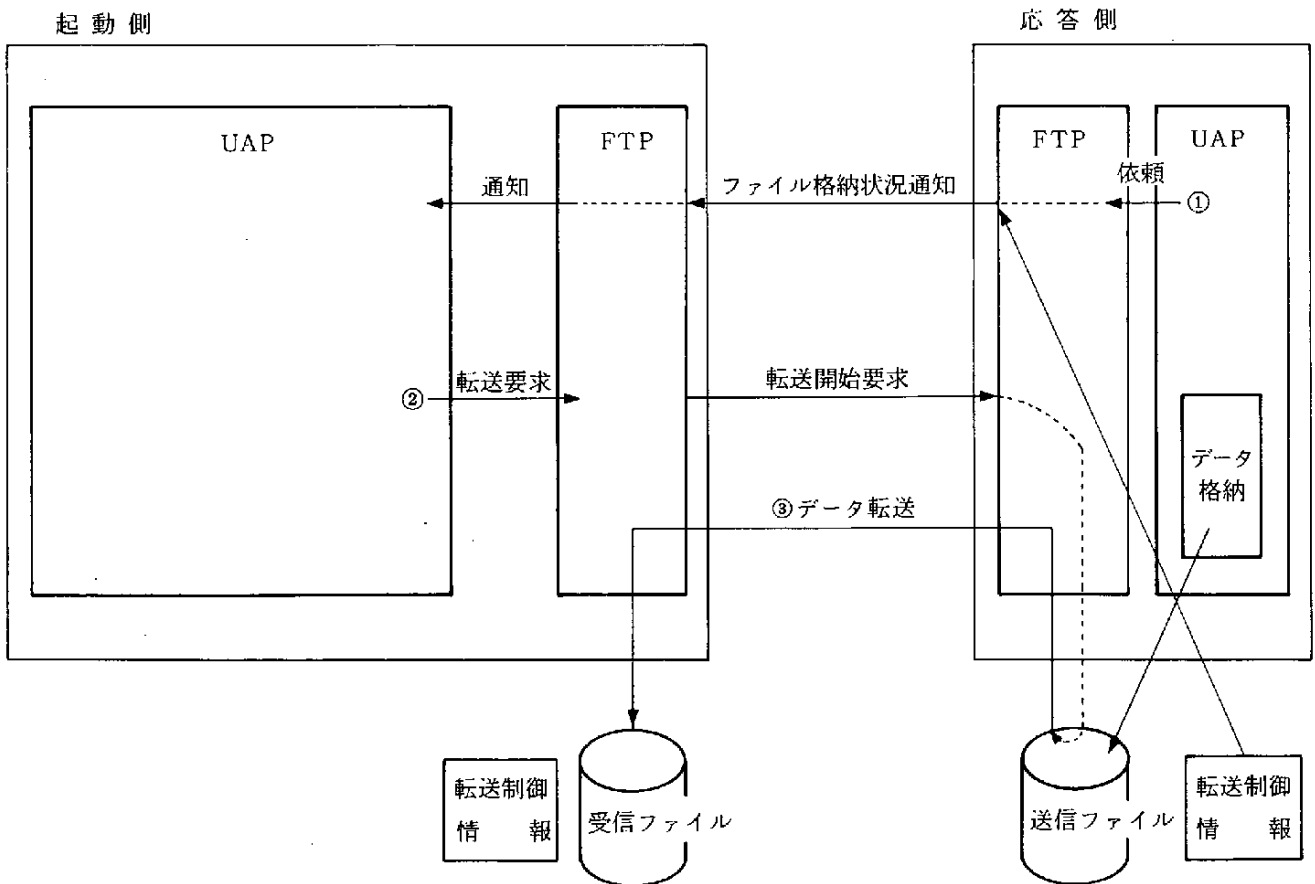 起動側
応答側
UAP
FTP
FTP
UAP
通知
ファイル格納状況通知
依頼
①
②
転送要求
転送開始要求
データ
格納
③データ転送
転送制御
情報
受信ファイル
送信ファイル
転送制御
情報